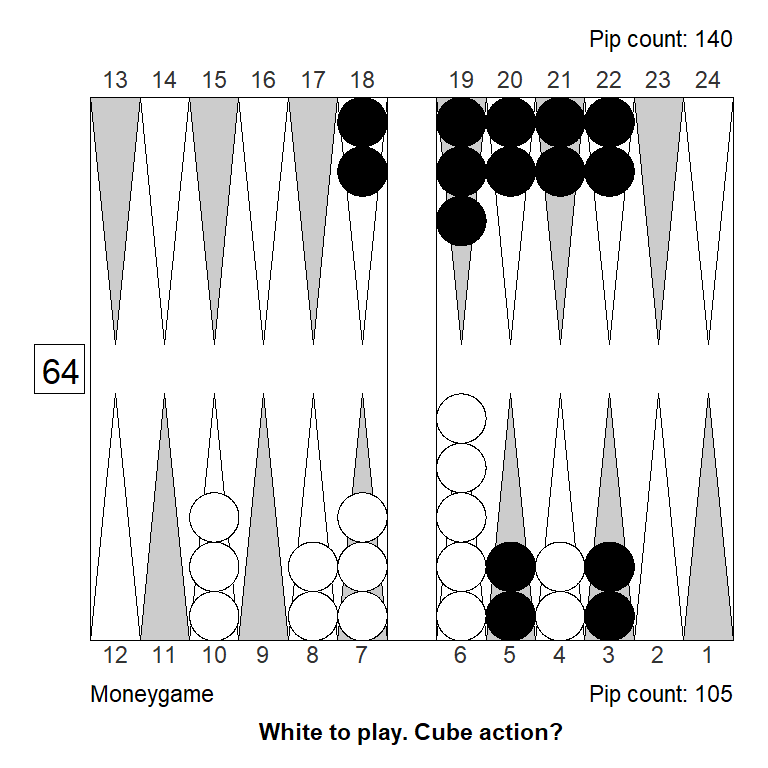 Pip count: 140
13 14 15 16 17 18 19 20 21 22 23 24
64
12 11 10 9 8 7 6 5 4 3 2 1
Moneygame Pip count: 105
White to play. Cube action?